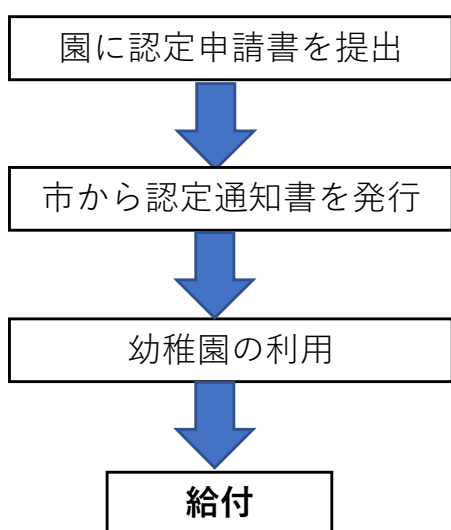 園に認定申請書を提出
市から認定通知書を発行
幼稚園の利用
給付